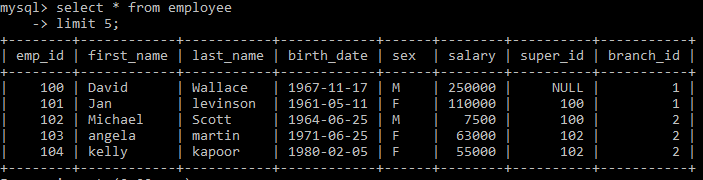 mysql> select * from employee
    -> limit 5;
+--------+------------+-----------+------------+------+--------+----------+-----------+
| emp_id | first_name | last_name | birth_date | sex  | salary | super_id | branch_id |
+--------+------------+-----------+------------+------+--------+----------+-----------+
|    100 | David      | Wallace   | 1967-11-17 | M    | 250000 |     NULL |         1 |
|    101 | Jan        | levinson  | 1961-05-11 | F    | 110000 |      100 |         1 |
|    102 | Michael    | Scott     | 1964-06-25 | M    |   7500 |      100 |         2 |
|    103 | angela     | martin    | 1971-06-25 | F    |  63000 |      102 |         2 |
|    104 | kelly      | kapoor    | 1980-02-05 | F    |  55000 |      102 |         2 |
+--------+------------+-----------+------------+------+--------+----------+-----------+